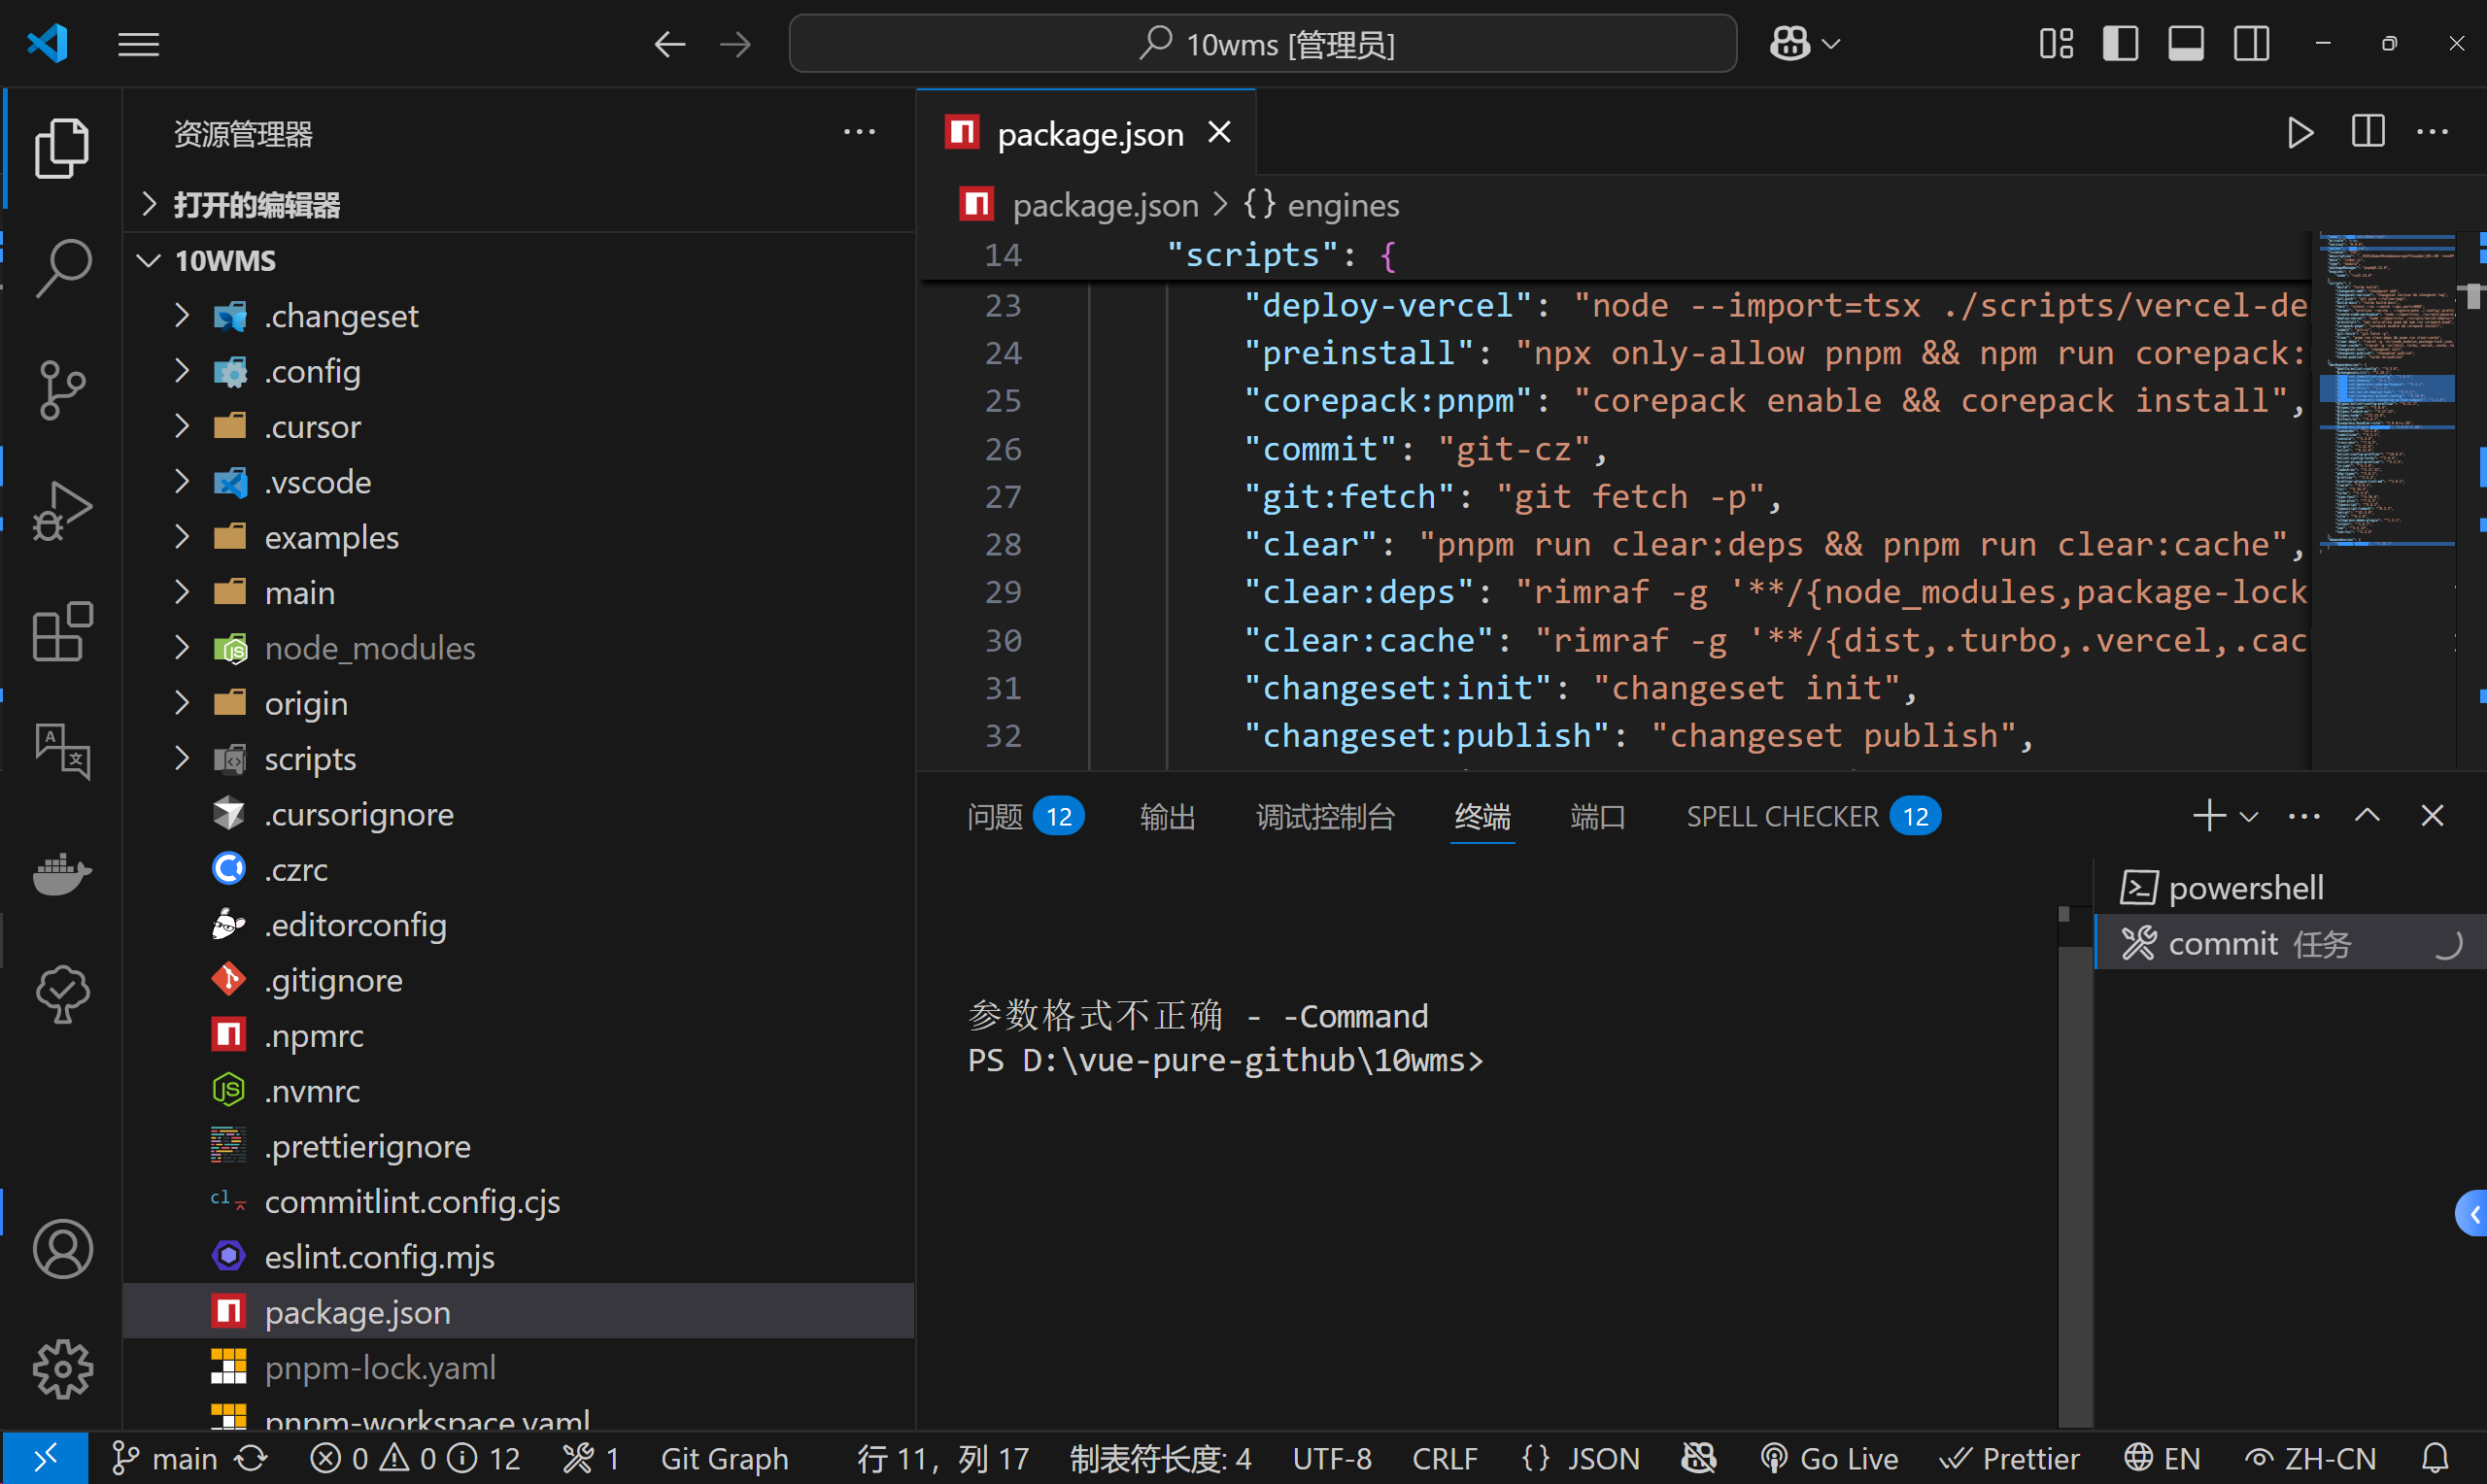 10wms [管理员]
资源管理器
打开的编辑器
10WMS
.changeset
.config
.cursor
.vscode
examples
main
node_modules
origin
scripts
.cursorignore
.czrc
.editorconfig
.gitignore
.npmrc
.nvmrc
.prettierignore
commitlint.config.cjs
eslint.config.mjs
package.json
pnpm-lock.yaml
pnpm-workspace.yaml
package.json
package.json > {} engines
14 "scripts": {
23 "deploy-vercel": "node --import=tsx ./scripts/vercel-de
24 "preinstall": "npx only-allow pnpm && npm run corepack:
25 "corepack:pnpm": "corepack enable && corepack install",
26 "commit": "git-cz",
27 "git:fetch": "git fetch -p",
28 "clear": "pnpm run clear:deps && pnpm run clear:cache",
29 "clear:deps": "rimraf -g '**/{node_modules,package-lock
30 "clear:cache": "rimraf -g '**/{dist,.turbo,.vercel,.cac
31 "changeset:init": "changeset init",
32 "changeset:publish": "changeset publish",
问题 12 输出 调试控制台 终端 端口 SPELL CHECKER 12
参数格式不正确 - -Command
PS D:\vue-pure-github\10wms>
powershell
commit 任务
main 0 0 12 1 Git Graph 行 11，列 17 制表符长度: 4 UTF-8 CRLF {} JSON Go Live Prettier EN ZH-CN